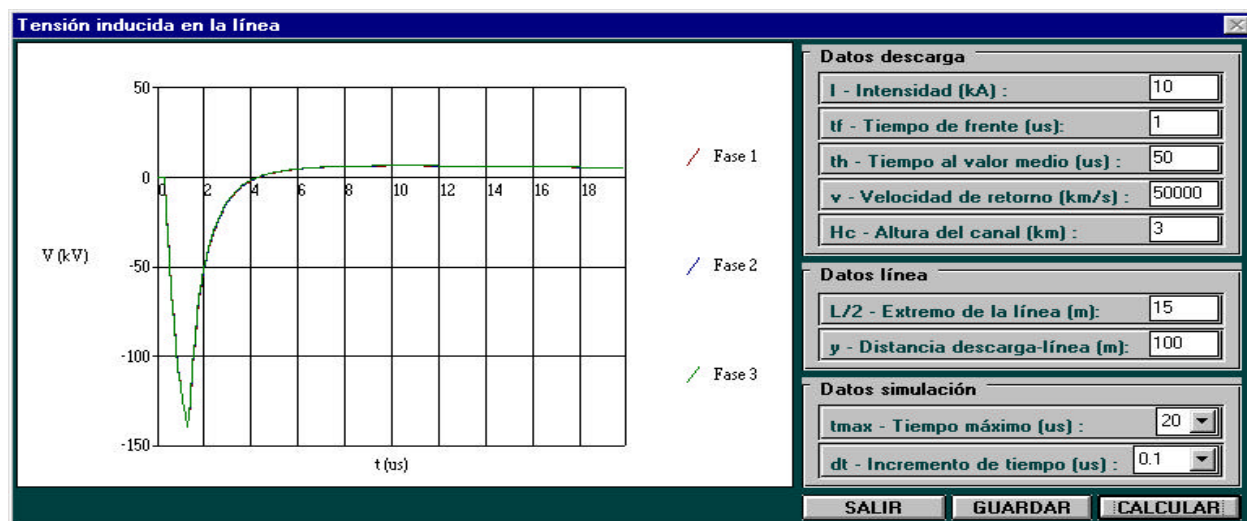 Tensión inducida en la línea
50
0
-50
-100
-150
0 2 4 6 8 10 12 14 16 18
V (kV)
t (us)
Fase 1
Fase 2
Fase 3
Datos descarga
I - Intensidad (kA) : 10
tf - Tiempo de frente (us): 1
th - Tiempo al valor medio (us) : 50
v - Velocidad de retorno (km/s) : 50000
Hc - Altura del canal (km) : 3
Datos línea
L/2 - Extremo de la línea (m): 15
y - Distancia descarga-línea (m): 100
Datos simulación
tmax - Tiempo máximo (us) : 20
dt - Incremento de tiempo (us) : 0.1
SALIR GUARDAR CALCULAR